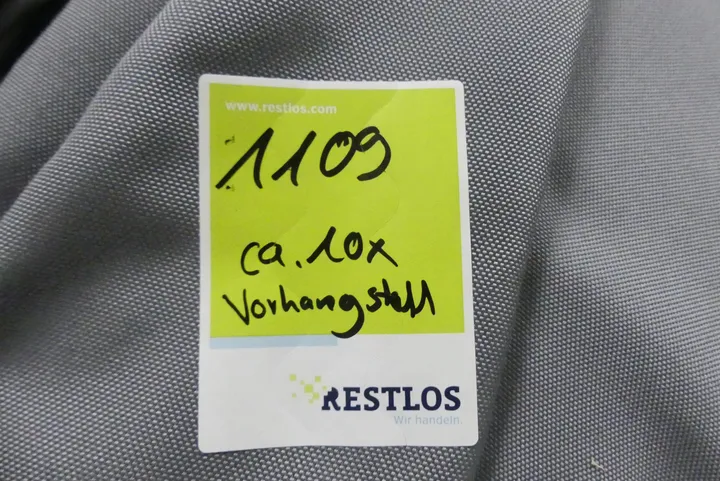 www.restlos.com
1109
ca. 10x
Vorhangstoff
RESTLOS
Wir handeln.